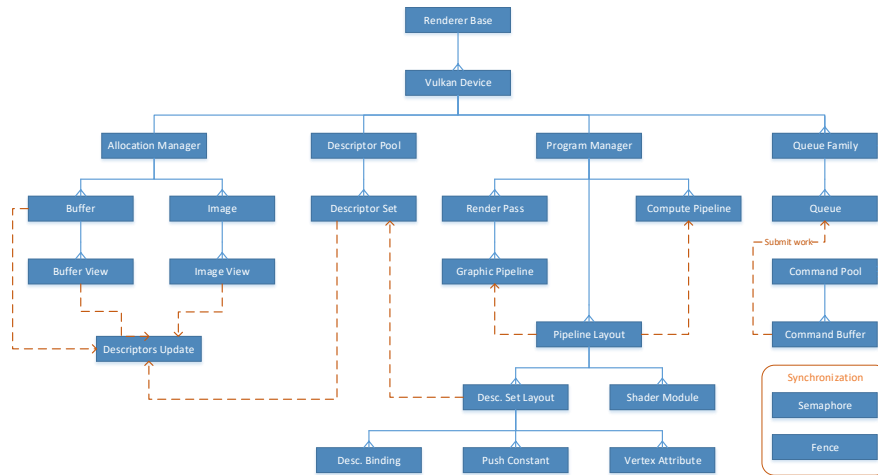 Renderer Base
Vulkan Device
Allocation Manager
Descriptor Pool
Program Manager
Queue Family
Buffer
Image
Descriptor Set
Render Pass
Compute Pipeline
Queue
Submit work
Buffer View
Image View
Graphic Pipeline
Command Pool
Descriptors Update
Pipeline Layout
Command Buffer
Synchronization
Desc. Set Layout
Shader Module
Semaphore
Fence
Desc. Binding
Push Constant
Vertex Attribute